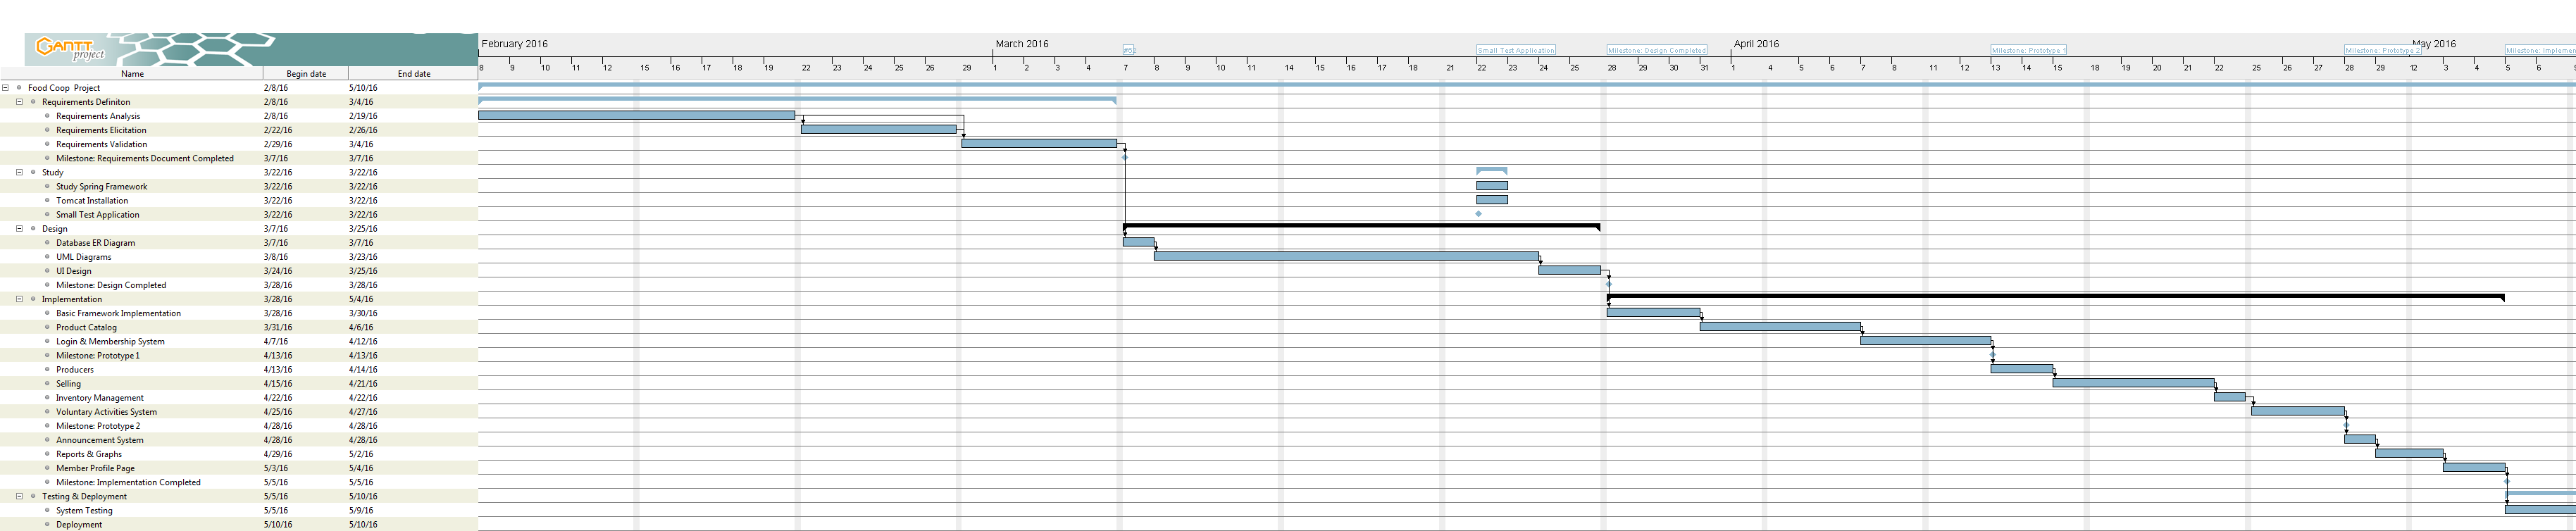 GANTT
project
February 2016
March 2016
April 2016
May 2016
Small Test Application
Milestone: Design Completed
Milestone: Prototype 1
Milestone: Prototype 2
Name Begin date End date
8 9 10 11 12 15 16 17 18 19 22 23 24 25 26 29 1 2 3 4 7 8 9 10 11 14 15 16 17 18 21 22 23 24 25 28 29 30 31 1 4 5 6 7 8 11 12 13 14 15 18 19 20 21 22 25 26 27 28 29 2 3 4 5 6
Food Coop Project 2/8/16 5/10/16
Requirements Definiton 2/8/16 3/4/16
Requirements Analysis 2/8/16 2/19/16
Requirements Elicitation 2/22/16 2/26/16
Requirements Validation 2/29/16 3/4/16
Milestone: Requirements Document Completed 3/7/16 3/7/16
Study 3/22/16 3/22/16
Study Spring Framework 3/22/16 3/22/16
Tomcat Installation 3/22/16 3/22/16
Small Test Application 3/22/16 3/22/16
Design 3/7/16 3/25/16
Database ER Diagram 3/7/16 3/7/16
UML Diagrams 3/8/16 3/23/16
UI Design 3/24/16 3/25/16
Milestone: Design Completed 3/28/16 3/28/16
Implementation 3/28/16 5/4/16
Basic Framework Implementation 3/28/16 3/30/16
Product Catalog 3/31/16 4/6/16
Login & Membership System 4/7/16 4/12/16
Milestone: Prototype 1 4/13/16 4/13/16
Producers 4/13/16 4/14/16
Selling 4/15/16 4/21/16
Inventory Management 4/22/16 4/22/16
Voluntary Activities System 4/25/16 4/27/16
Milestone: Prototype 2 4/28/16 4/28/16
Announcement System 4/28/16 4/28/16
Reports & Graphs 4/29/16 5/2/16
Member Profile Page 5/3/16 5/4/16
Milestone: Implementation Completed 5/5/16 5/5/16
Testing & Deployment 5/5/16 5/10/16
System Testing 5/5/16 5/9/16
Deployment 5/10/16 5/10/16